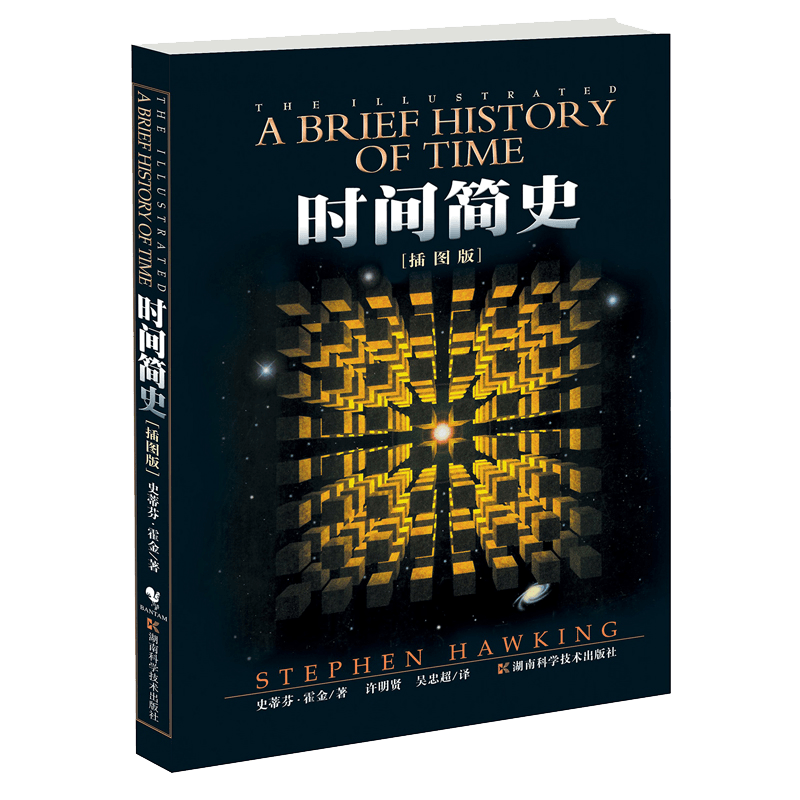 THE ILLUSTRATED
A BRIEF HISTORY
OF TIME
时间简史
[插图版]
STEPHEN HAWKING
史蒂芬·霍金/著 许明贤 吴忠超/译
湖南科学技术出版社
THE ILLUSTRATED
A BRIEF HISTORY OF TIME
时间简史
[插图版]
史蒂芬·霍金/著
BANTAM
湖南科学技术出版社